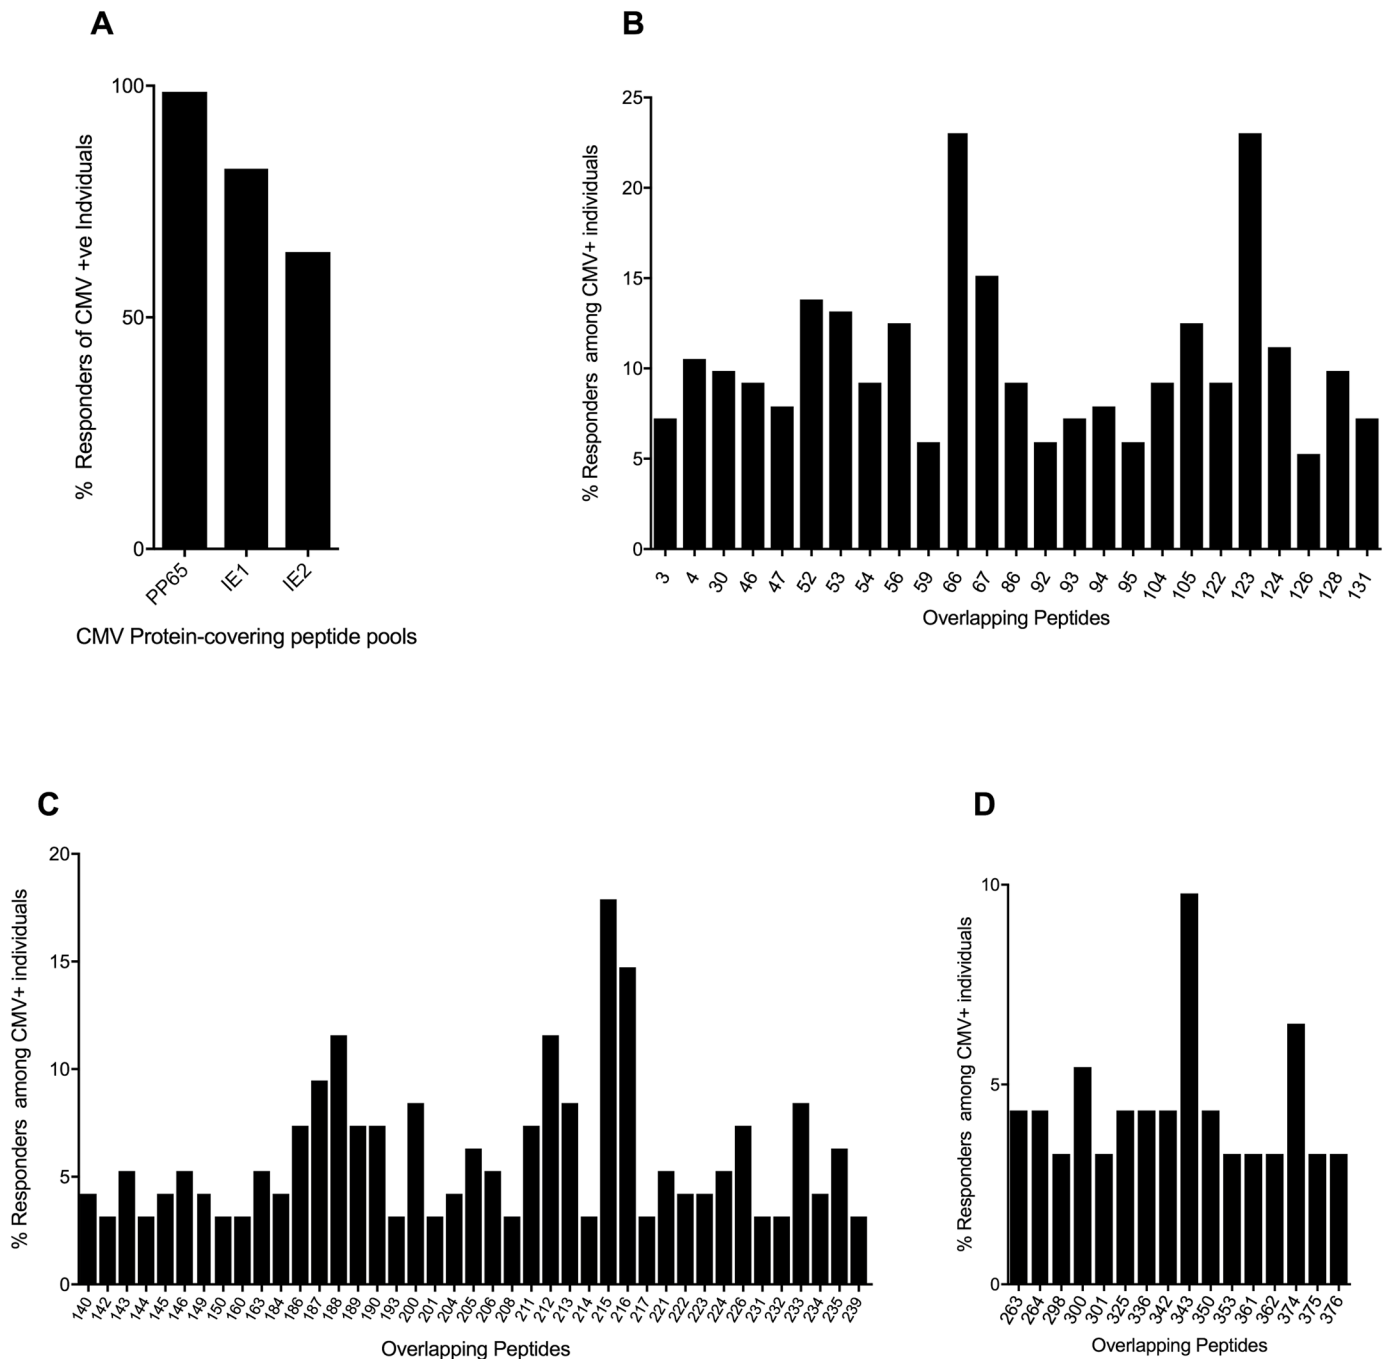 A
% Responders of CMV +ve Indviduals
100
50
0
PP65 IE1 IE2
CMV Protein-covering peptide pools
B
% Responders among CMV+ individuals
25
20
15
10
5
0
3 4 30 46 47 52 53 54 56 59 66 67 86 92 93 94 95 104 105 122 123 124 126 128 131
Overlapping Peptides
C
% Responders among CMV+ individuals
20
15
10
5
0
140 142 143 144 145 146 149 150 160 163 184 186 187 188 189 190 193 200 201 204 205 206 208 211 212 213 214 215 216 217 221 222 223 224 226 231 232 233 234 235 239
Overlapping Peptides
D
% Responders among CMV+ individuals
10
5
0
263 264 298 300 301 325 336 342 343 350 353 361 362 374 375 376
Overlapping Peptides